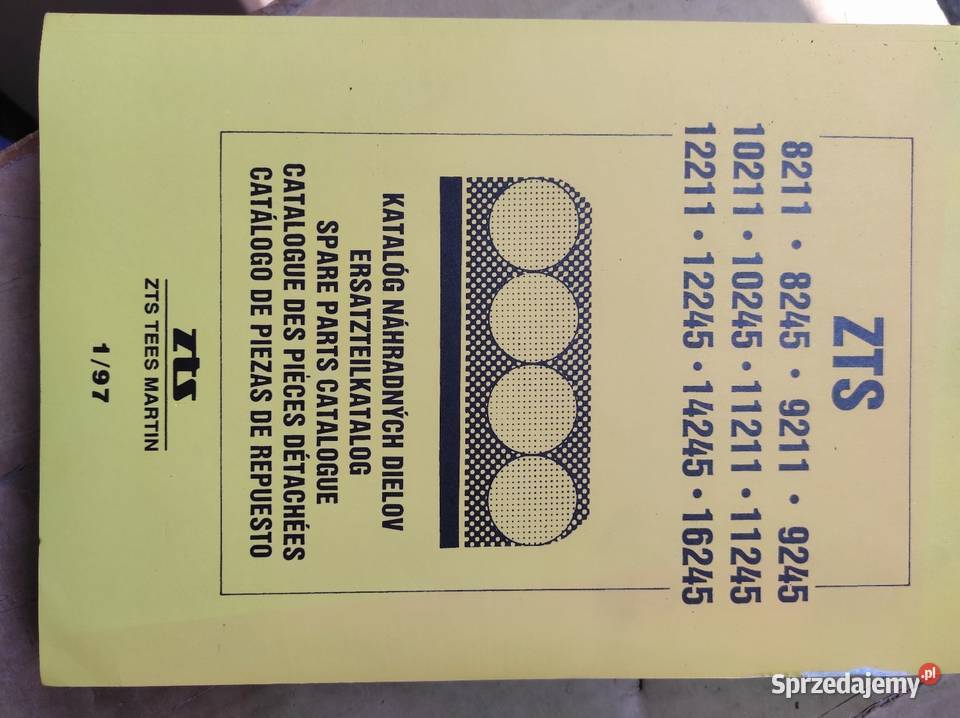 ZTS
8211 • 8245 • 9211 • 9245
10211 • 10245 • 11211 • 11245
12211 • 12245 • 14245 • 16245
KATALÓG NÁHRADNÝCH DIELOV
ERSATZTEILKATALOG
SPARE PARTS CATALOGUE
CATALOGUE DES PIÉCES DÉTACHÉES
CATÁLOGO DE PIEZAS DE REPUESTO
zts
ZTS TEES MARTIN
1/97
Sprzedajemy.pl